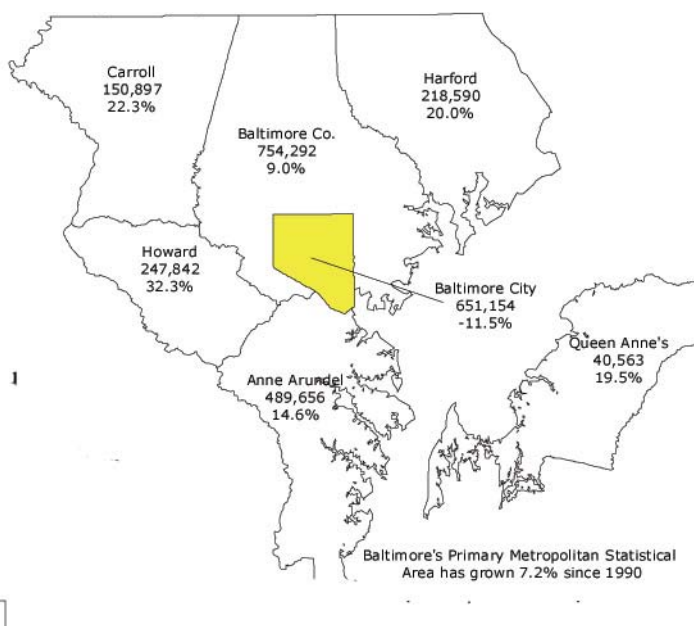 Carroll
150,897
22.3%
Harford
218,590
20.0%
Baltimore Co.
754,292
9.0%
Howard
247,842
32.3%
Baltimore City
651,154
-11.5%
Queen Anne's
40,563
19.5%
1
Anne Arundel
489,656
14.6%
Baltimore's Primary Metropolitan Statistical
Area has grown 7.2% since 1990